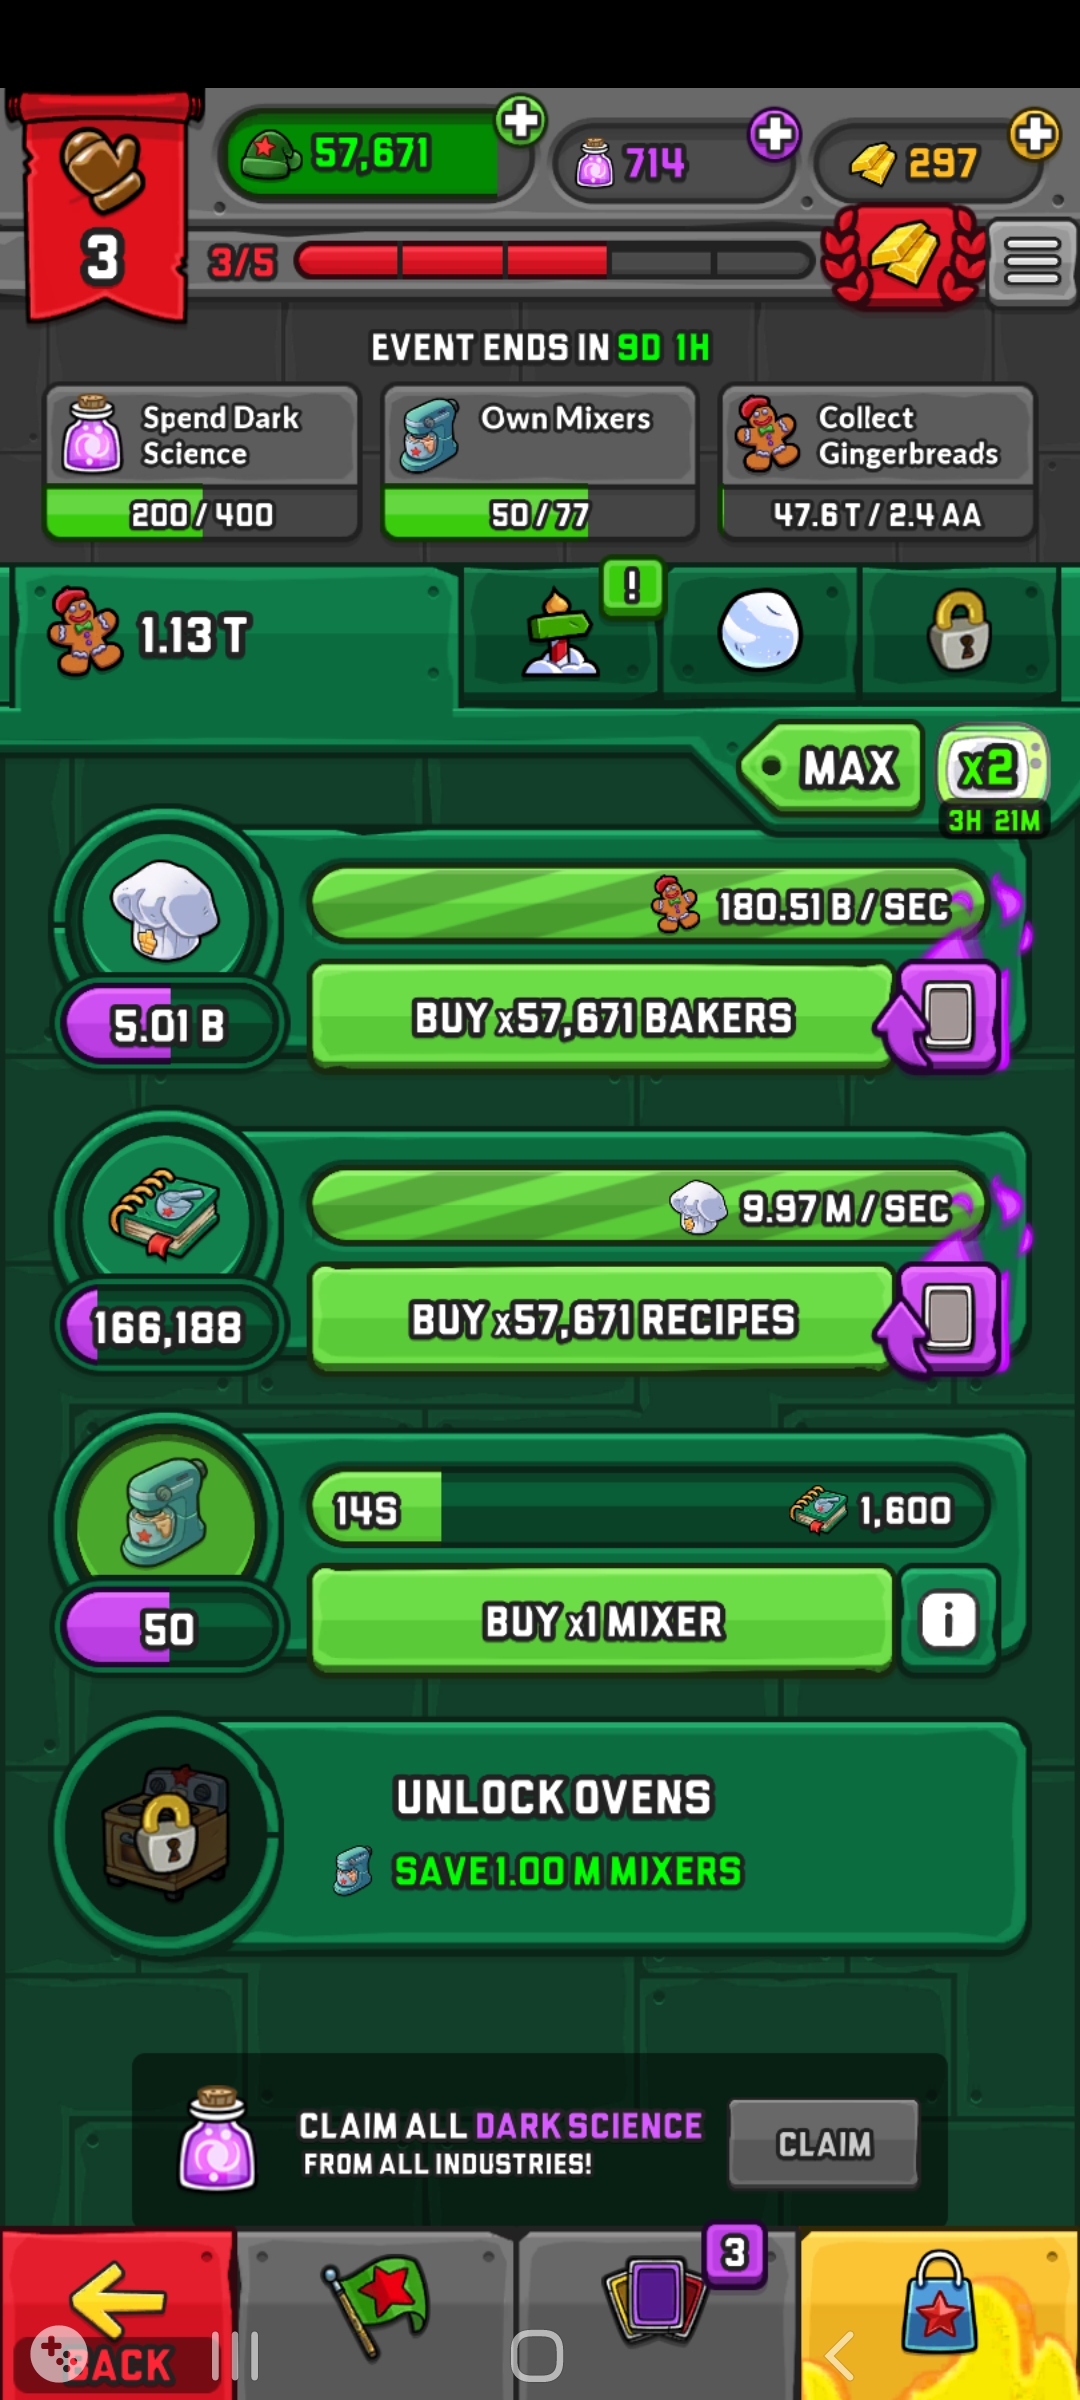 57,671
714
297
3
3/5
EVENT ENDS IN 9D 1H
Spend Dark
Science
200/400
Own Mixers
50/77
Collect
Gingerbreads
47.6 T / 2.4 AA
1.13 T
!
MAX
x2
3H 21M
180.51 B / SEC
5.01 B
BUY x57,671 BAKERS
9.97 M / SEC
166,188
BUY x57,671 RECIPES
14S
1,600
50
BUY x1 MIXER
i
UNLOCK OVENS
SAVE 1.00 M MIXERS
CLAIM ALL DARK SCIENCE
FROM ALL INDUSTRIES!
CLAIM
3
BACK